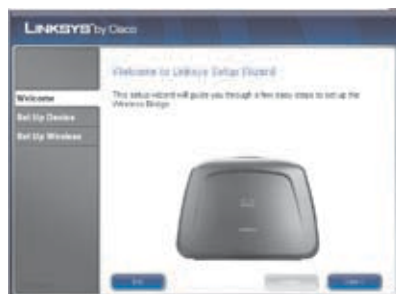 LINKSYS by Cisco
Welcome to Linksys Setup Wizard
Welcome
This setup wizard will guide you through a few easy steps to set up the
Wireless Bridge
Set Up Device
Set Up Wireless